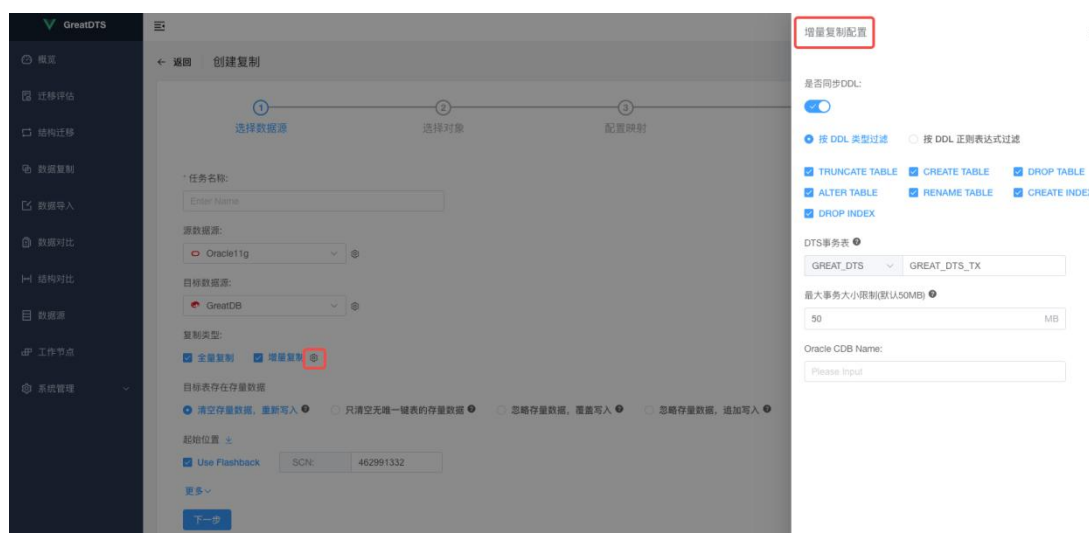 GreatDTS
概览
迁移评估
结构迁移
数据复制
数据导入
数据对比
结构对比
数据源
工作节点
系统管理
← 返回 创建复制
1 2 3
选择数据源 选择对象 配置映射
* 任务名称:
Enter Name
源数据源:
Oracle11g
目标数据源:
GreatDB
复制类型:
全量复制 增量复制
目标表存在存量数据
清空存量数据，重新写入 只清空无唯一键表的存量数据 忽略存量数据，覆盖写入 忽略存量数据，追加写入
起始位置
Use Flashback SCN: 462991332
更多
下一步
增量复制配置
是否同步DDL:
按 DDL 类型过滤 按 DDL 正则表达式过滤
TRUNCATE TABLE CREATE TABLE DROP TABLE
ALTER TABLE RENAME TABLE CREATE INDEX
DROP INDEX
DTS事务表
GREAT_DTS GREAT_DTS_TX
最大事务大小限制(默认50MB)
50 MB
Oracle CDB Name:
Please Input